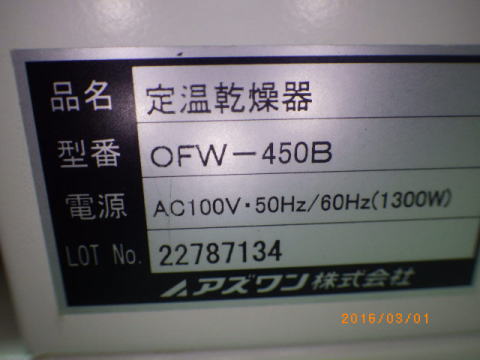 品名 定温乾燥器
型番 OFW-450B
電源 AC100V・50Hz/60Hz(1300W)
LOT No. 22787134
アズワン株式会社
2016/03/01